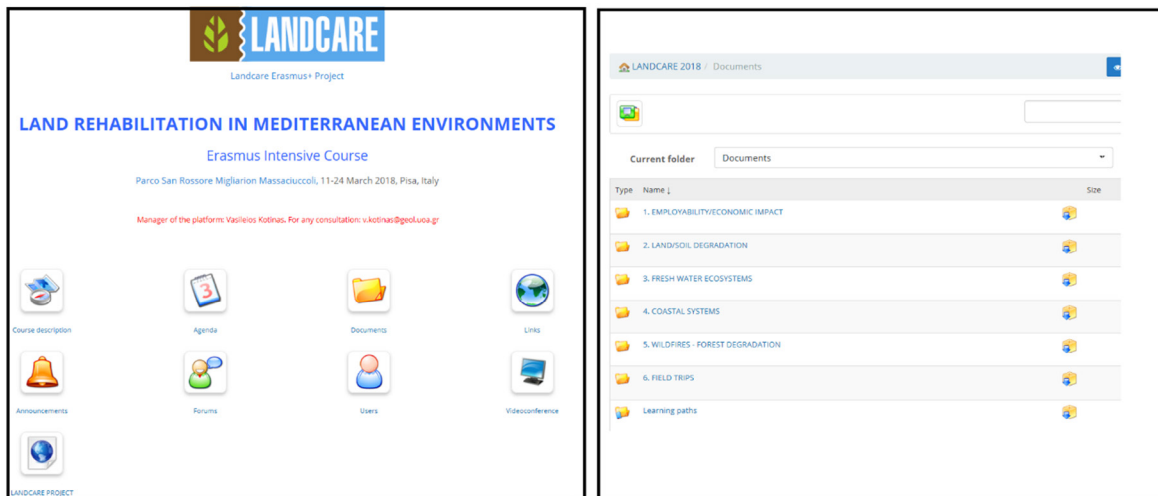 LANDCARE
Landcare Erasmus+ Project
LAND REHABILITATION IN MEDITERRANEAN ENVIRONMENTS
Erasmus Intensive Course
Parco San Rossore Migliarion Massaciuccoli, 11-24 March 2018, Pisa, Italy
Manager of the platform: Vasileios Kotinas. For any consultation: v.kotinas@geol.uoa.gr
3
Course description
Agenda
Documents
Links
Announcements
Forums
Users
Videoconference
LANDCARE PROJECT
LANDCARE 2018 / Documents
Current folder Documents
Type Name ↓ Size
1. EMPLOYABILITY/ECONOMIC IMPACT
2. LAND/SOIL DEGRADATION
3. FRESH WATER ECOSYSTEMS
4. COASTAL SYSTEMS
5. WILDFIRES - FOREST DEGRADATION
6. FIELD TRIPS
Learning paths